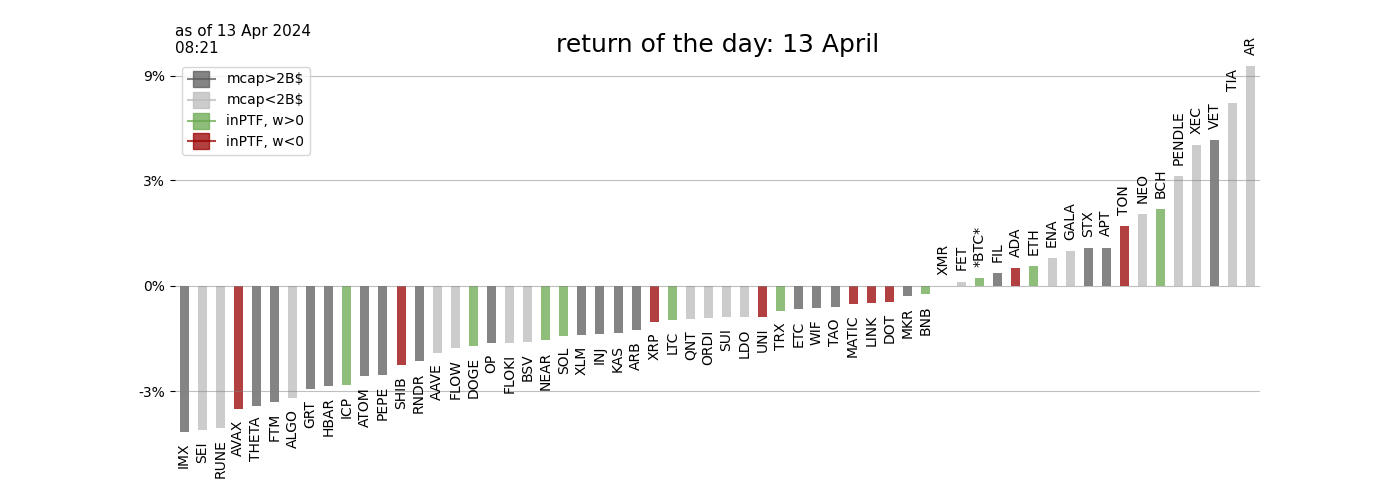 as of 13 Apr 2024
08:21
return of the day: 13 April
mcap>2B$
mcap<2B$
inPTF, w>0
inPTF, w<0
9%
3%
0%
-3%
IMX
SEI
RUNE
AVAX
THETA
FTM
ALGO
GRT
HBAR
ICP
ATOM
PEPE
SHIB
RNDR
AAVE
FLOW
DOGE
OP
FLOKI
BSV
NEAR
SOL
XLM
INJ
KAS
ARB
XRP
LTC
QNT
ORDI
SUI
LDO
UNI
TRX
ETC
WIF
TAO
MATIC
LINK
DOT
MKR
BNB
XMR
FET
*BTC*
FIL
ADA
ETH
ENA
GALA
STX
APT
TON
NEO
BCH
PENDLE
XEC
VET
TIA
AR